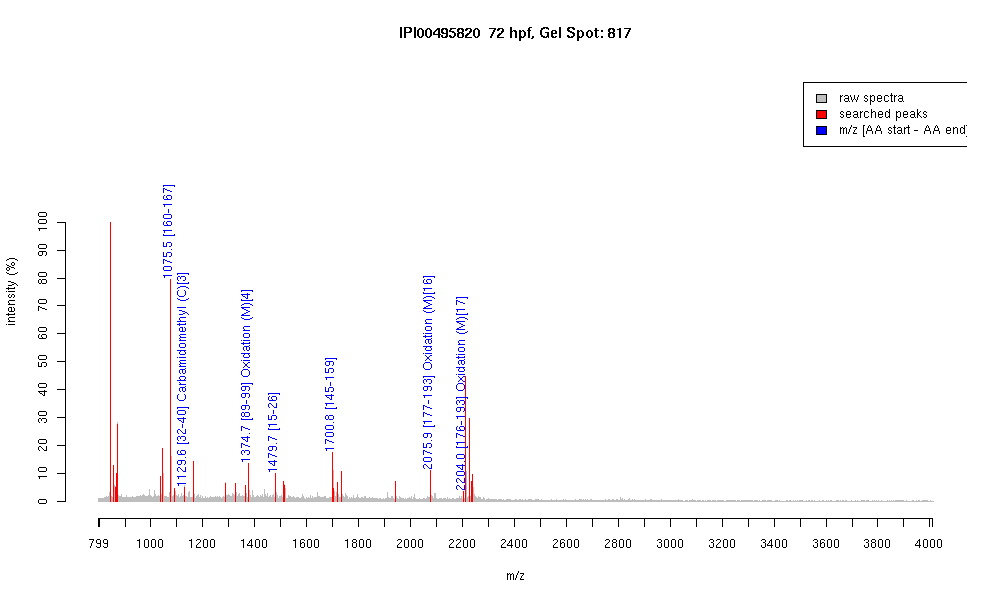 IPI00495820 72 hpf, Gel Spot: 817
raw spectra
searched peaks
m/z [AA start - AA end]
1075.5 [160-167]
1129.6 [32-40] Carbamidomethyl (C)[3]
1374.7 [89-99] Oxidation (M)[4]
1479.7 [15-26]
1700.8 [145-159]
2075.9 [177-193] Oxidation (M)[16]
2204.0 [176-193] Oxidation (M)[17]
intensity (%)
100
90
80
70
60
50
40
30
20
10
0
799 1000 1200 1400 1600 1800 2000 2200 2400 2600 2800 3000 3200 3400 3600 3800 4000
m/z